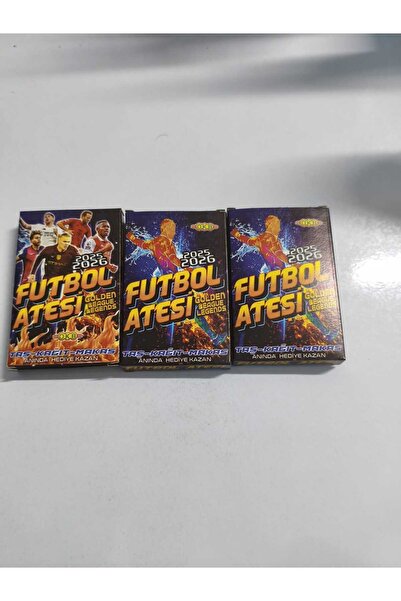 2025
2026
FUTBOL
ATEŞİ
GOLDEN
LEAGUE
LEGENDS
TAŞ-KAĞIT-MAKAS
ANINDA HEDİYE KAZAN
2025
2026
FUTBOL
ATEŞİ
GOLDEN
LEAGUE
LEGENDS
TAŞ-KAĞIT-MAKAS
ANINDA HEDİYE KAZAN
FUTBOL ATEŞİ
2025
2026
FUTBOL
ATEŞİ
GOLDEN
LEAGUE
LEGENDS
TAŞ-KAĞIT-MAKAS
ANINDA HEDİYE KAZAN